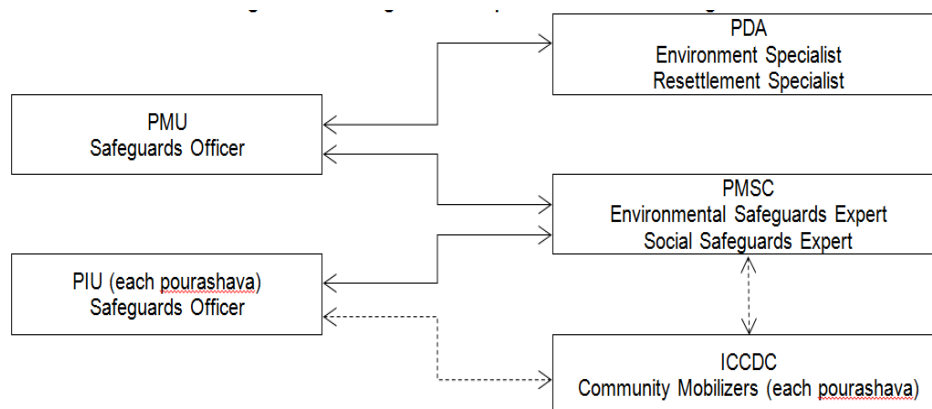 PDA
Environment Specialist
Resettlement Specialist
PMU
Safeguards Officer
PMSC
Environmental Safeguards Expert
Social Safeguards Expert
PIU (each pourashava)
Safeguards Officer
ICCDC
Community Mobilizers (each pourashava)